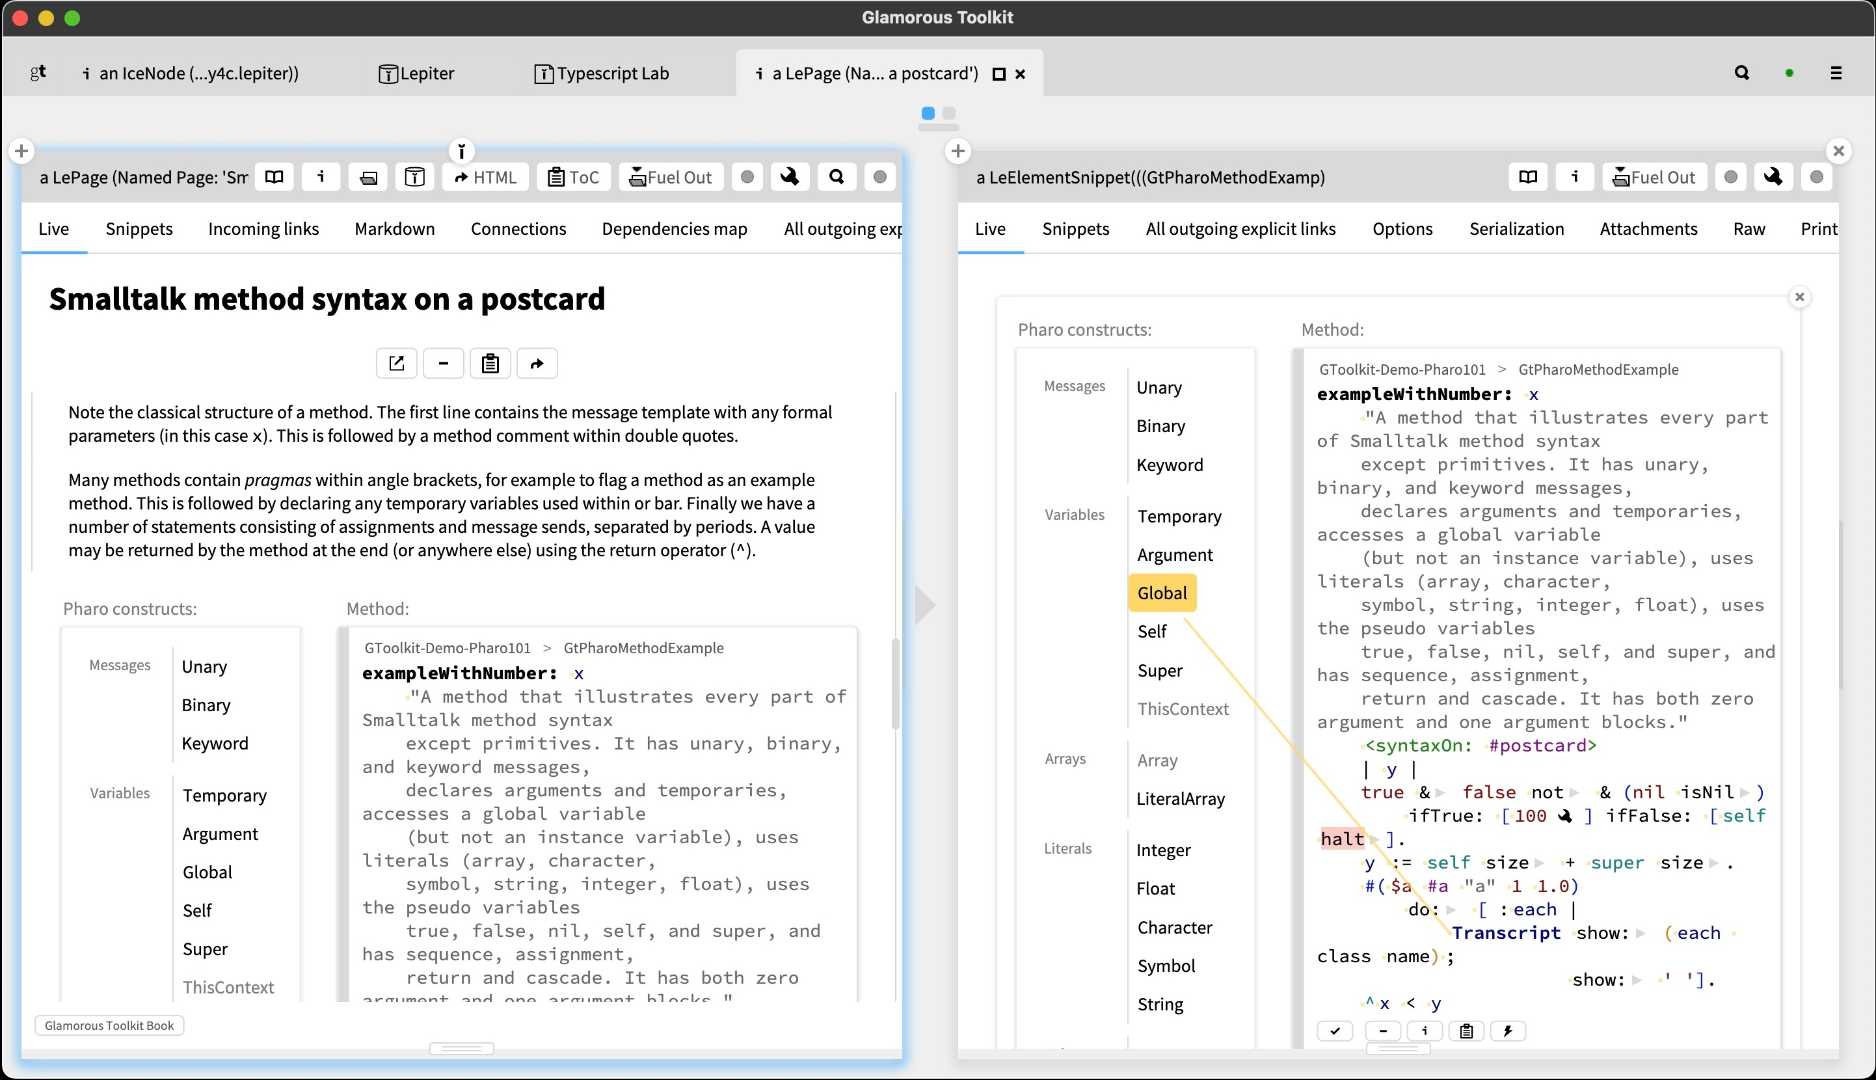 Glamorous Toolkit
gt
i an IceNode (...y4c.lepiter))
Lepiter
Typescript Lab
i a LePage (Na... a postcard')
a LePage (Named Page: 'Sm
i
HTML
ToC
Fuel Out
Live Snippets Incoming links Markdown Connections Dependencies map All outgoing exp
Smalltalk method syntax on a postcard
Note the classical structure of a method. The first line contains the message template with any formal
parameters (in this case x). This is followed by a method comment within double quotes.
Many methods contain pragmas within angle brackets, for example to flag a method as an example
method. This is followed by declaring any temporary variables used within or bar. Finally we have a
number of statements consisting of assignments and message sends, separated by periods. A value
may be returned by the method at the end (or anywhere else) using the return operator (^).
Pharo constructs:
Messages
Unary
Binary
Keyword
Variables
Temporary
Argument
Global
Self
Super
ThisContext
Method:
GToolkit-Demo-Pharo101 > GtPharoMethodExample
exampleWithNumber: x
"A method that illustrates every part of
Smalltalk method syntax
except primitives. It has unary, binary,
and keyword messages,
declares arguments and temporaries,
accesses a global variable
(but not an instance variable), uses
literals (array, character,
symbol, string, integer, float), uses
the pseudo variables
true, false, nil, self, and super, and
has sequence, assignment,
return and cascade. It has both zero
argument and one argument blocks."
Glamorous Toolkit Book
a LeElementSnippet(((GtPharoMethodExamp)
i
Fuel Out
Live Snippets All outgoing explicit links Options Serialization Attachments Raw Print
Pharo constructs:
Messages
Unary
Binary
Keyword
Variables
Temporary
Argument
Global
Self
Super
ThisContext
Arrays
Array
LiteralArray
Literals
Integer
Float
Character
Symbol
String
Method:
GToolkit-Demo-Pharo101 > GtPharoMethodExample
exampleWithNumber: x
"A method that illustrates every part
of Smalltalk method syntax
except primitives. It has unary,
binary, and keyword messages,
declares arguments and temporaries,
accesses a global variable
(but not an instance variable), uses
literals (array, character,
symbol, string, integer, float), uses
the pseudo variables
true, false, nil, self, and super, and
has sequence, assignment,
return and cascade. It has both zero
argument and one argument blocks."
<syntaxOn: #postcard>
| y |
true & false not & (nil isNil )
ifTrue: [ 100 ] ifFalse: [ self
halt ].
y := self size + super size .
#( $a #a "a" 1 1.0)
do: [ :each |
Transcript show: ( each
class name) ;
show: ' '].
^ x < y
i